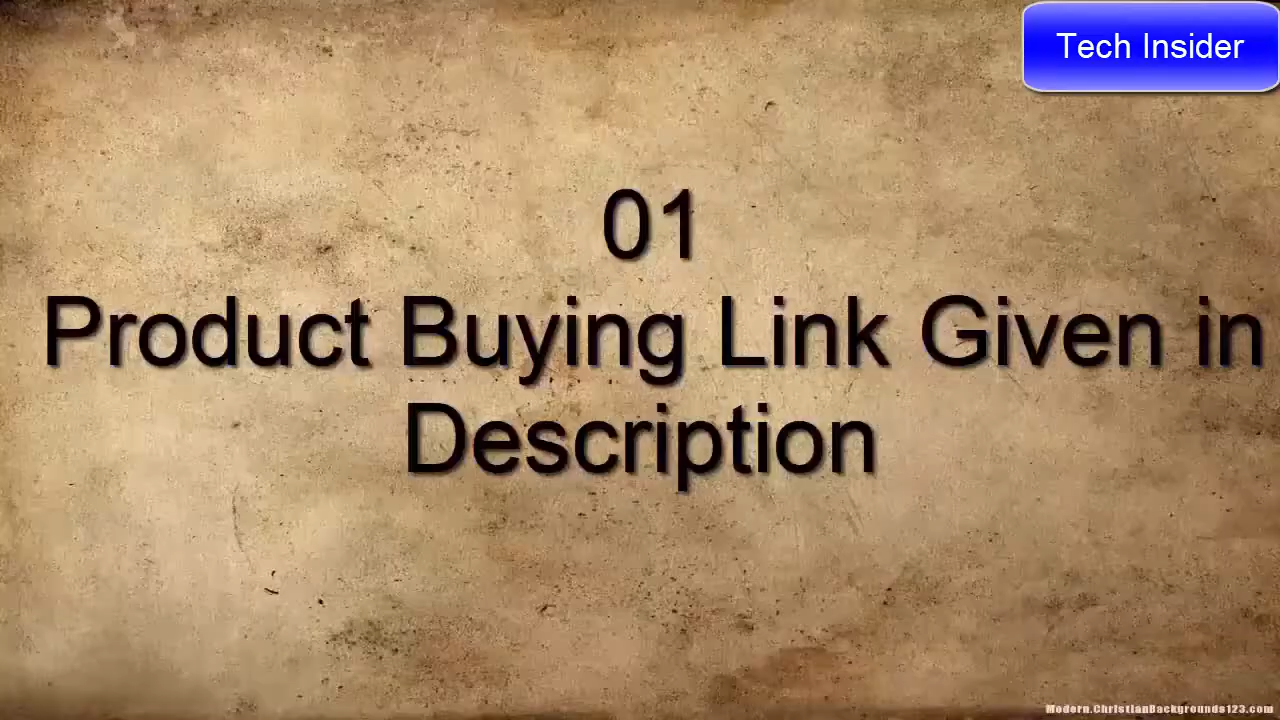 Tech Insider
01
Product Buying Link Given in
Description
Modern.ChristianBackgrounds123.com